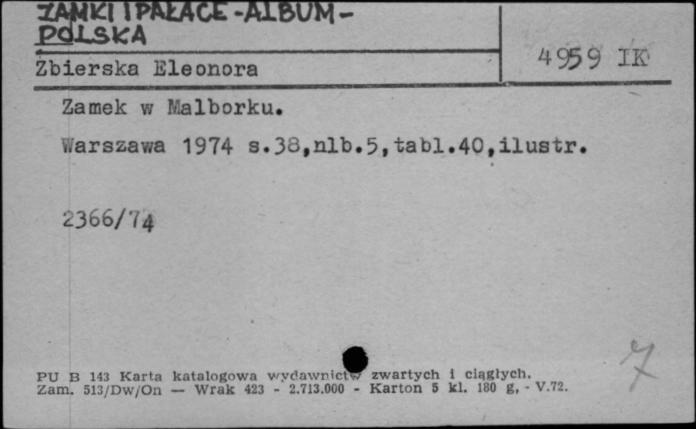 ZAMKI I PAŁACE - ALBUM -
POLSKA
4959 IK
Zbierska Eleonora
Zamek w Malborku.
Warszawa 1974 s.38,nlb.5,tabl.40,ilustr.
2366/74
7
PU B 143 Karta katalogowa wydawnictw zwartych i ciągłych.
Zam. 513/Dw/On — Wrak 423 - 2.713.000 - Karton 5 kl. 180 g, - V.72.